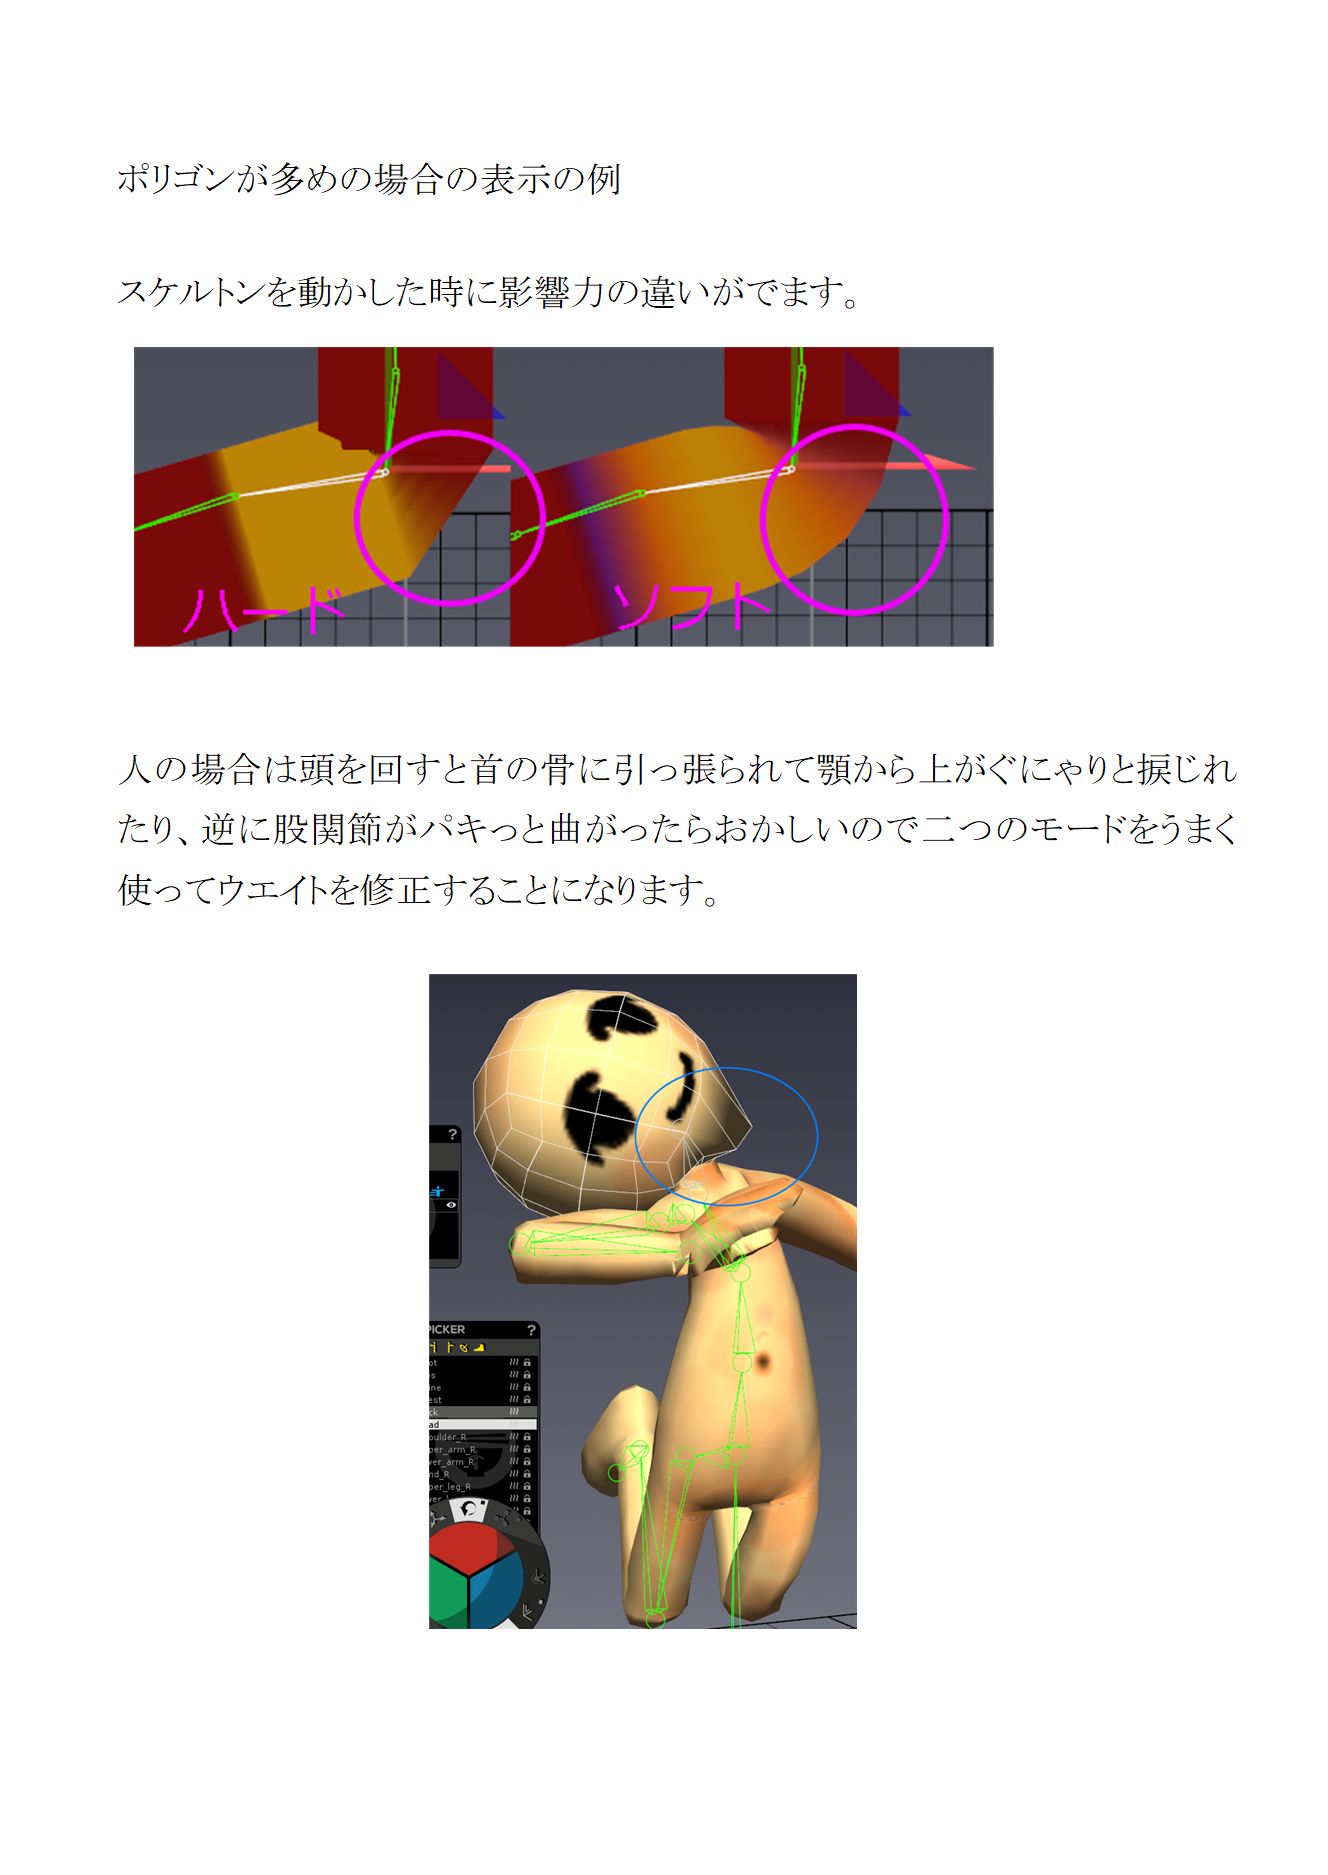 ポリゴンが多めの場合の表示の例
スケルトンを動かした時に影響力の違いがでます。
ハード
ソフト
人の場合は頭を回すと首の骨に引っ張られて顎から上がぐにゃりと捩じれ
たり、逆に股関節がパキっと曲がったらおかしいので二つのモードをうまく
使ってウエイトを修正することになります。
?
PICKER ?
ot
ps
ine
est
ck
ad
oulder_R
per_arm_R
wer_arm_R
nd_R
per_leg_R